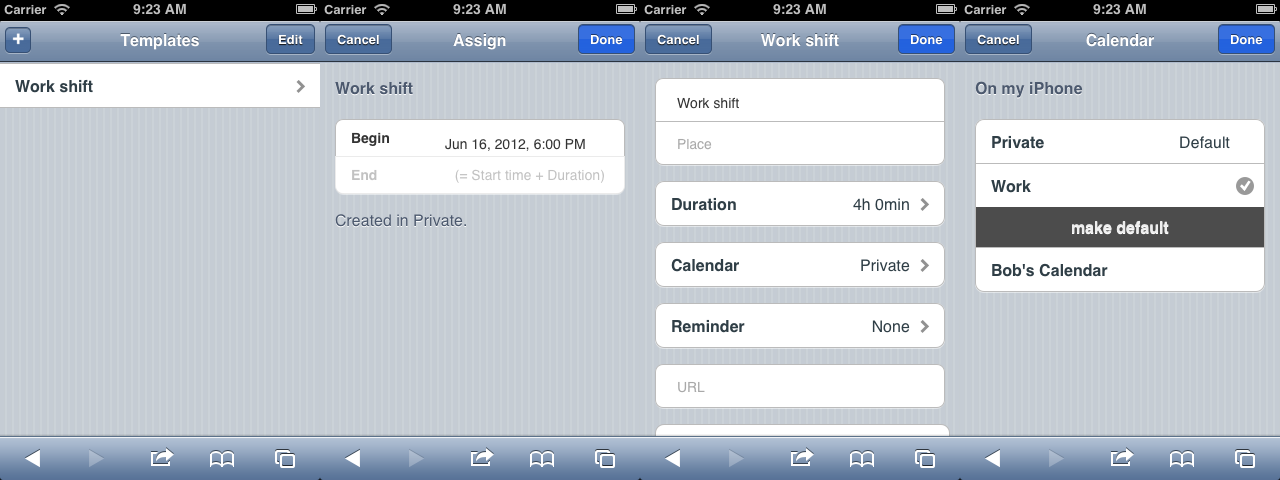 Carrier 9:23 AM
+ Templates Edit
Work shift
Carrier 9:23 AM
Cancel Assign Done
Work shift
Begin Jun 16, 2012, 6:00 PM
End (= Start time + Duration)
Created in Private.
Carrier 9:23 AM
Cancel Work shift Done
Work shift
Place
Duration 4h 0min
Calendar Private
Reminder None
URL
Carrier 9:23 AM
Cancel Calendar Done
On my iPhone
Private Default
Work
make default
Bob's Calendar